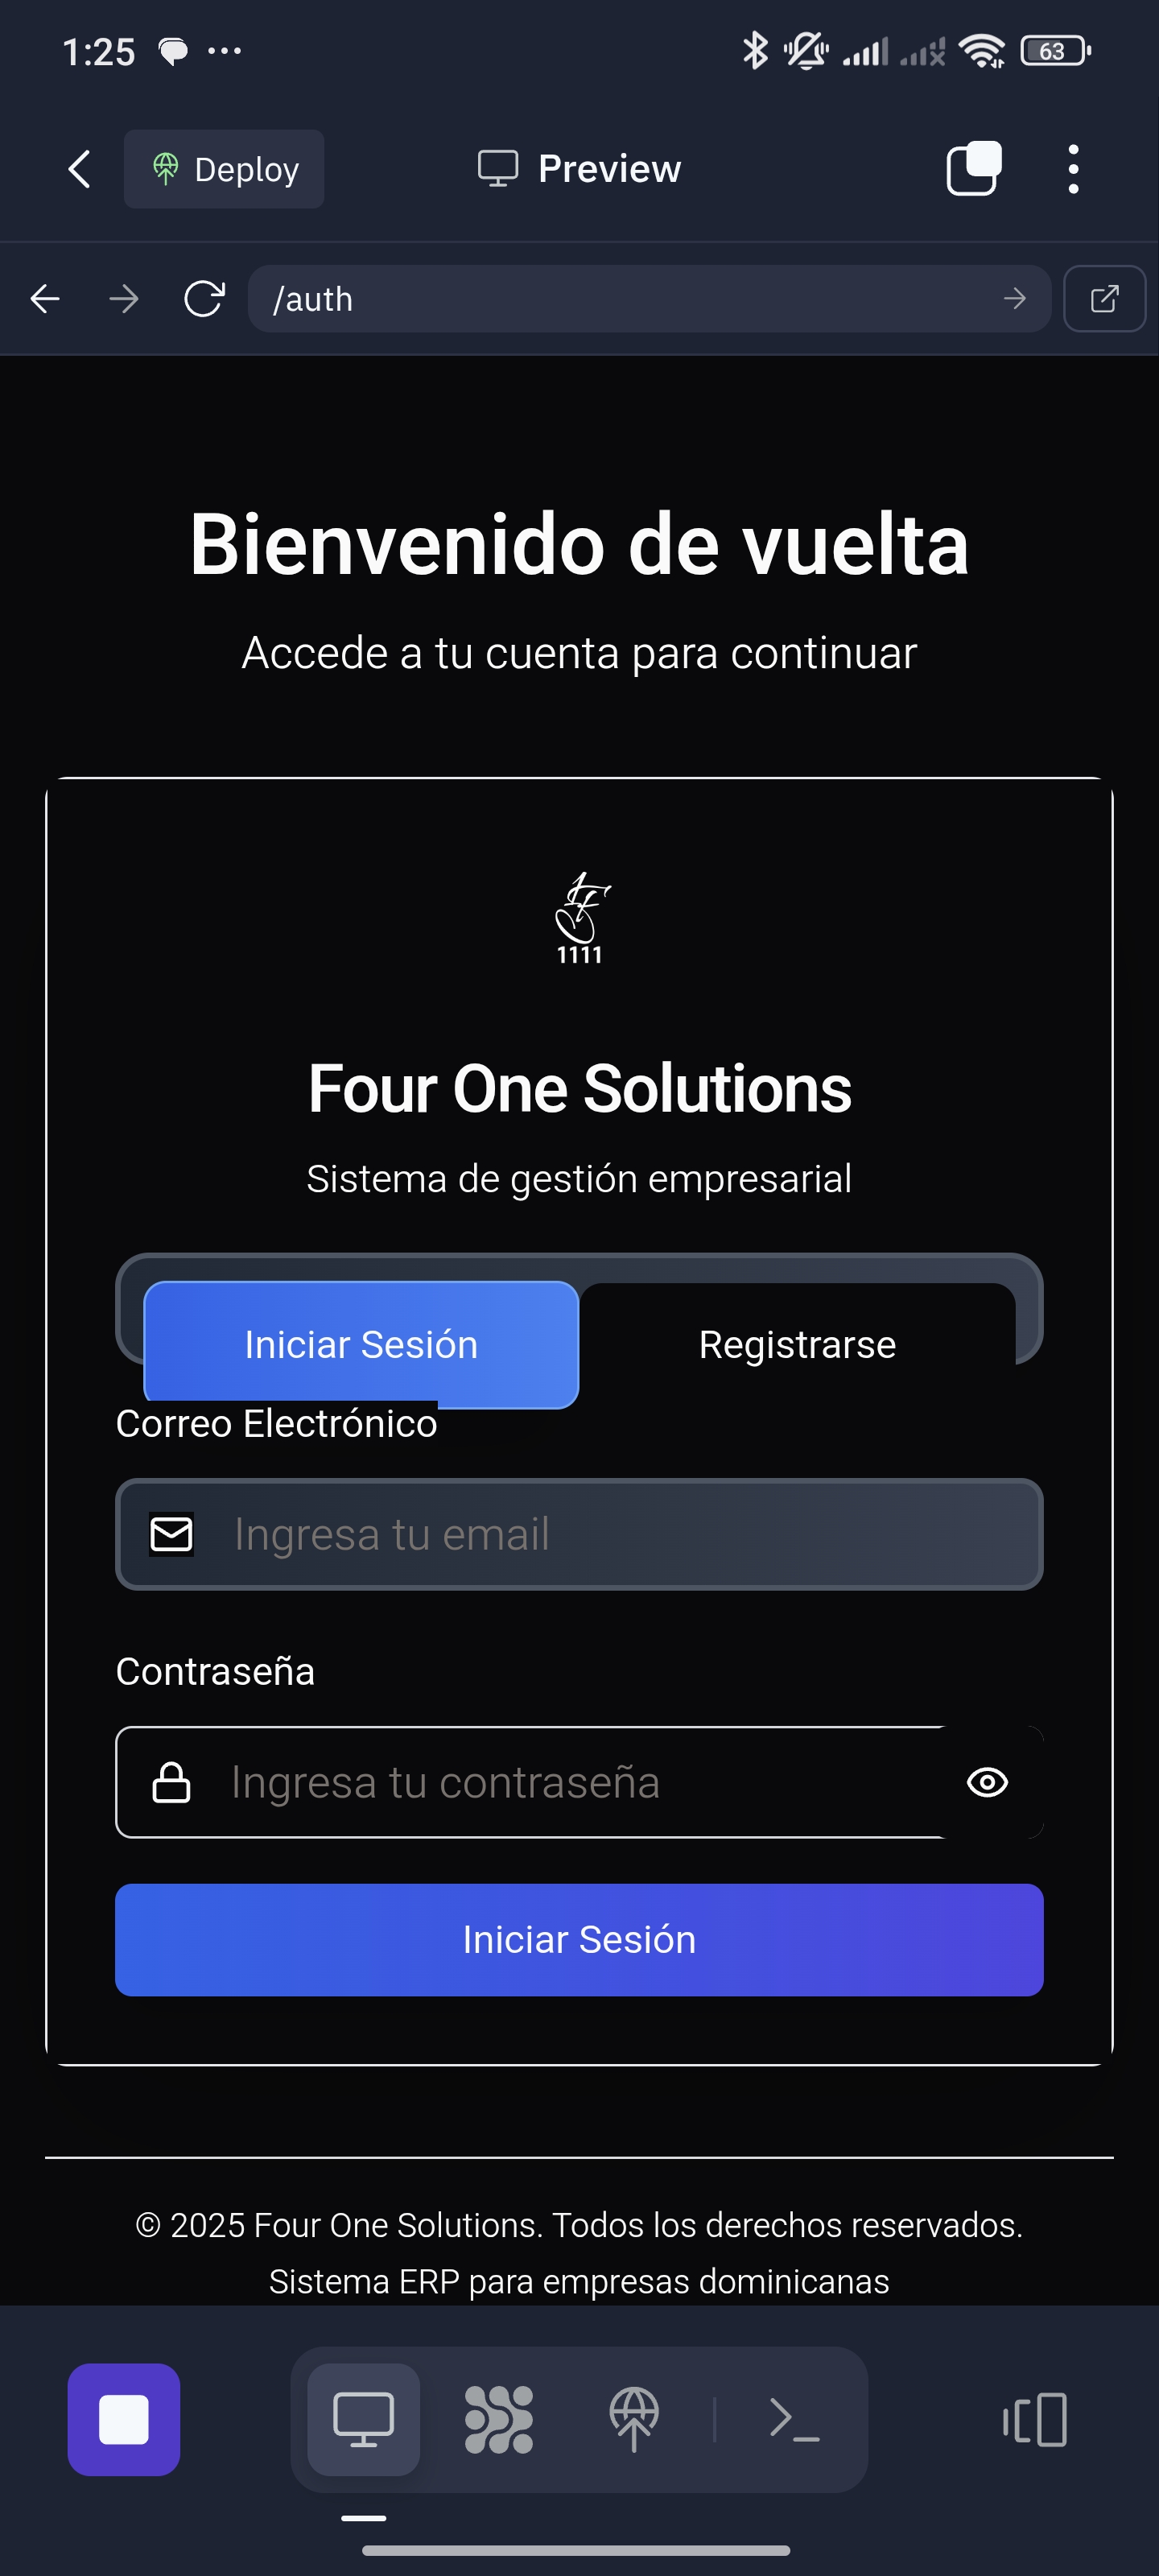 1:25
63
Deploy
Preview
/auth
Bienvenido de vuelta
Accede a tu cuenta para continuar
1111
Four One Solutions
Sistema de gestión empresarial
Iniciar Sesión
Registrarse
Correo Electrónico
Ingresa tu email
Contraseña
Ingresa tu contraseña
Iniciar Sesión
© 2025 Four One Solutions. Todos los derechos reservados.
Sistema ERP para empresas dominicanas